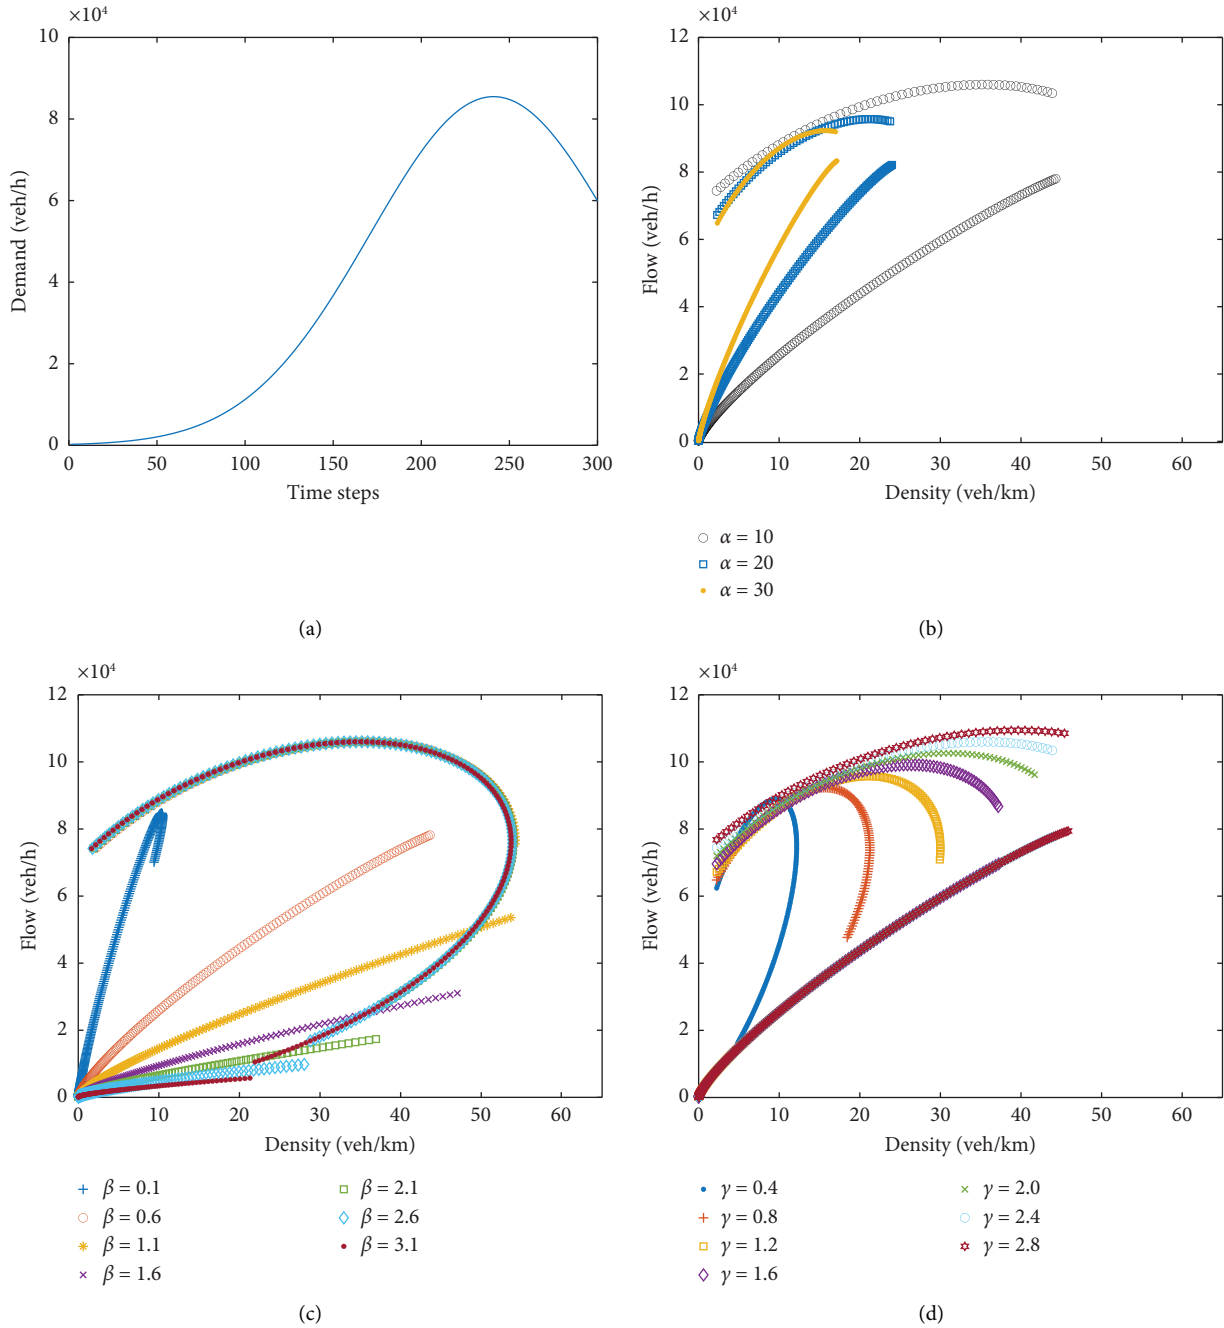 ×10⁴
10
8
6
4
2
0
Demand (veh/h)
0 50 100 150 200 250 300
Time steps
(a)
×10⁴
12
10
8
6
4
2
0
Flow (veh/h)
0 10 20 30 40 50 60
Density (veh/km)
α = 10
α = 20
α = 30
(b)
×10⁴
12
10
8
6
4
2
0
Flow (veh/h)
0 10 20 30 40 50 60
Density (veh/km)
β = 0.1
β = 0.6
β = 1.1
β = 1.6
β = 2.1
β = 2.6
β = 3.1
(c)
×10⁴
12
10
8
6
4
2
0
Flow (veh/h)
0 10 20 30 40 50 60
Density (veh/km)
γ = 0.4
γ = 0.8
γ = 1.2
γ = 1.6
γ = 2.0
γ = 2.4
γ = 2.8
(d)